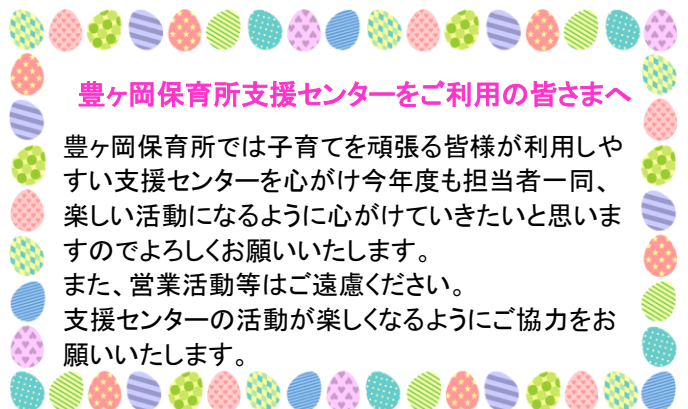 豊ヶ岡保育所支援センターをご利用の皆さまへ
豊ヶ岡保育所では子育てを頑張る皆様が利用しや
すい支援センターを心がけ今年度も担当者一同、
楽しい活動になるように心がけていきたいと思いま
すのでよろしくお願いいたします。
また、営業活動等はご遠慮ください。
支援センターの活動が楽しくなるようにご協力をお
願いいたします。